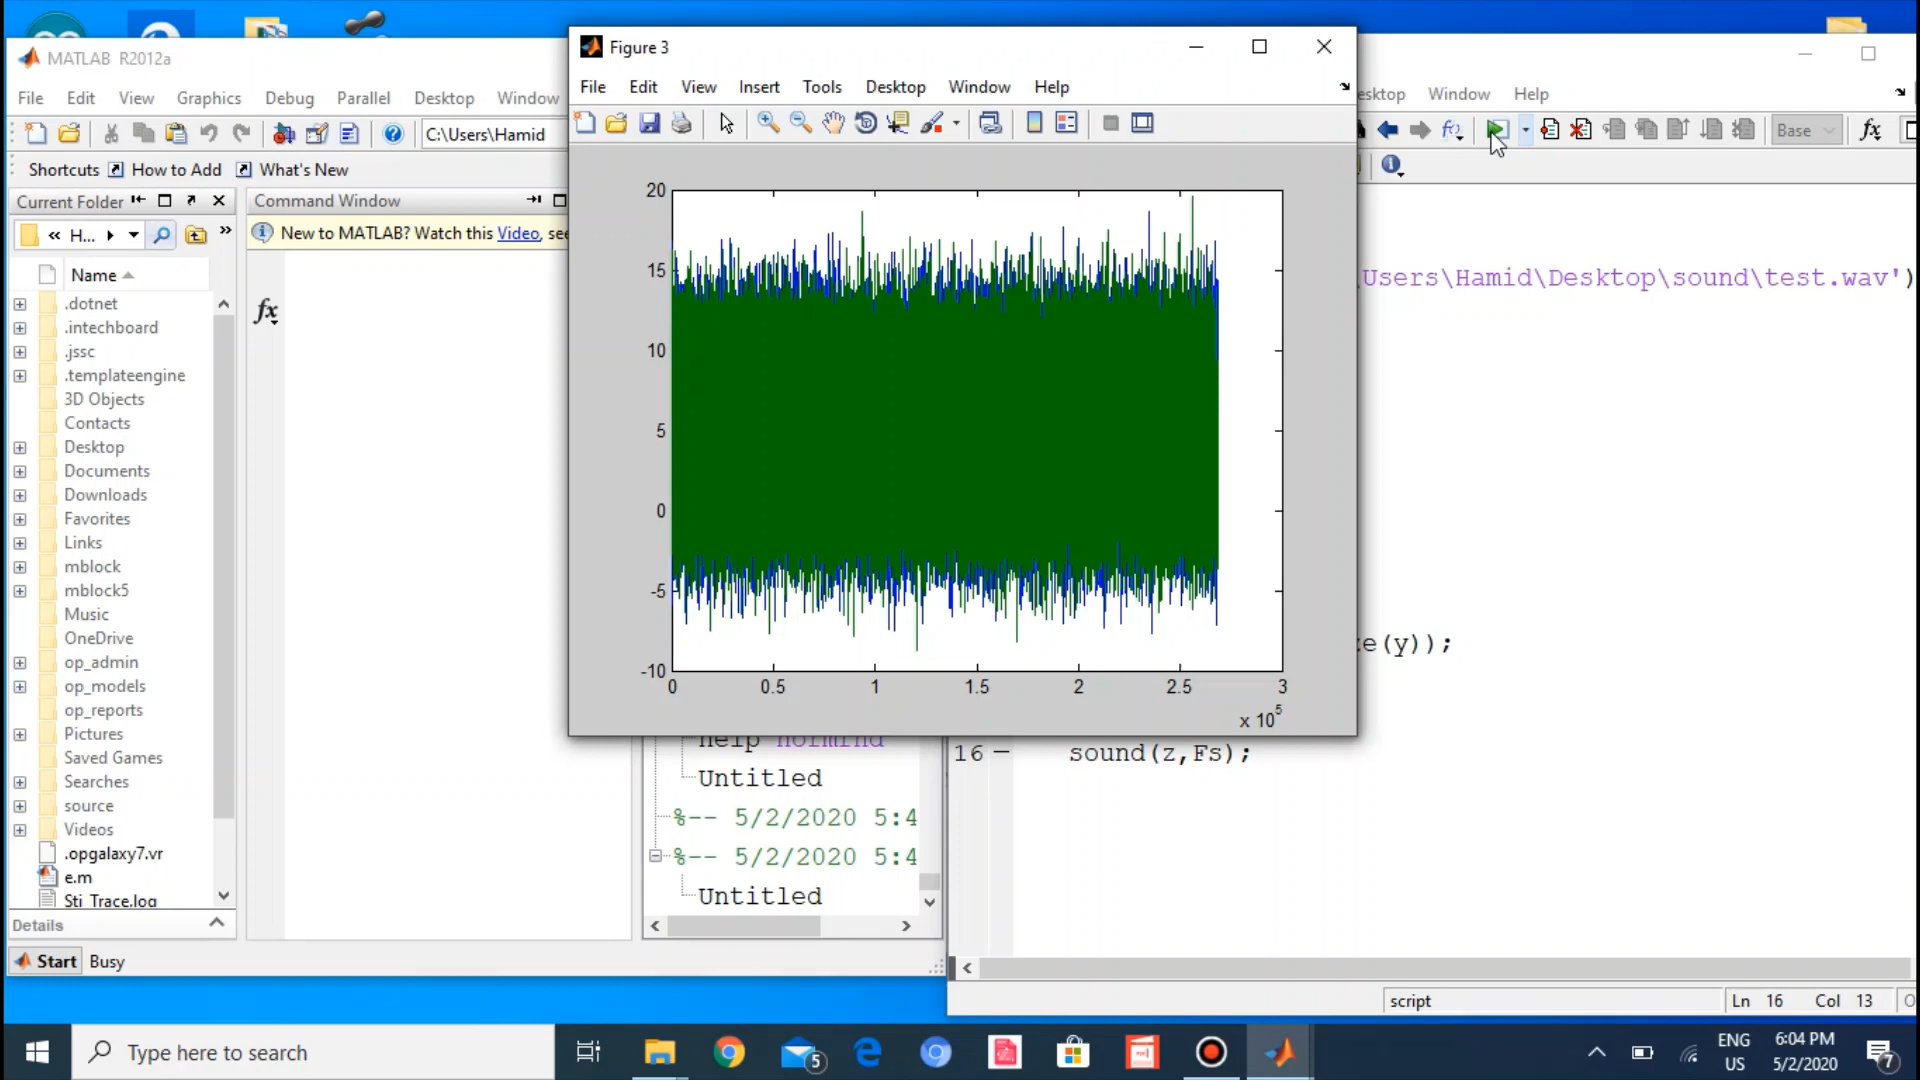 MATLAB R2012a
File Edit View Graphics Debug Parallel Desktop Window
C:\Users\Hamid
Shortcuts How to Add What's New
Current Folder
« H...
Name
.dotnet
.intechboard
.jssc
.templateengine
3D Objects
Contacts
Desktop
Documents
Downloads
Favorites
Links
mblock
mblock5
Music
OneDrive
op_admin
op_models
op_reports
Pictures
Saved Games
Searches
source
Videos
.opgalaxy7.vr
e.m
Sti_Trace.log
Details
Start Busy
Command Window
New to MATLAB? Watch this Video, see
fx
Figure 3
File Edit View Insert Tools Desktop Window Help
20
15
10
5
0
-5
-10
0 0.5 1 1.5 2 2.5 3
x 10^5
help
Untitled
%-- 5/2/2020 5:4
%-- 5/2/2020 5:4
Untitled
esktop Window Help
Base fx
Users\Hamid\Desktop\sound\test.wav')
e(y));
16 – sound(z,Fs);
script Ln 16 Col 13
Type here to search
5
ENG
US
6:04 PM
5/2/2020
7